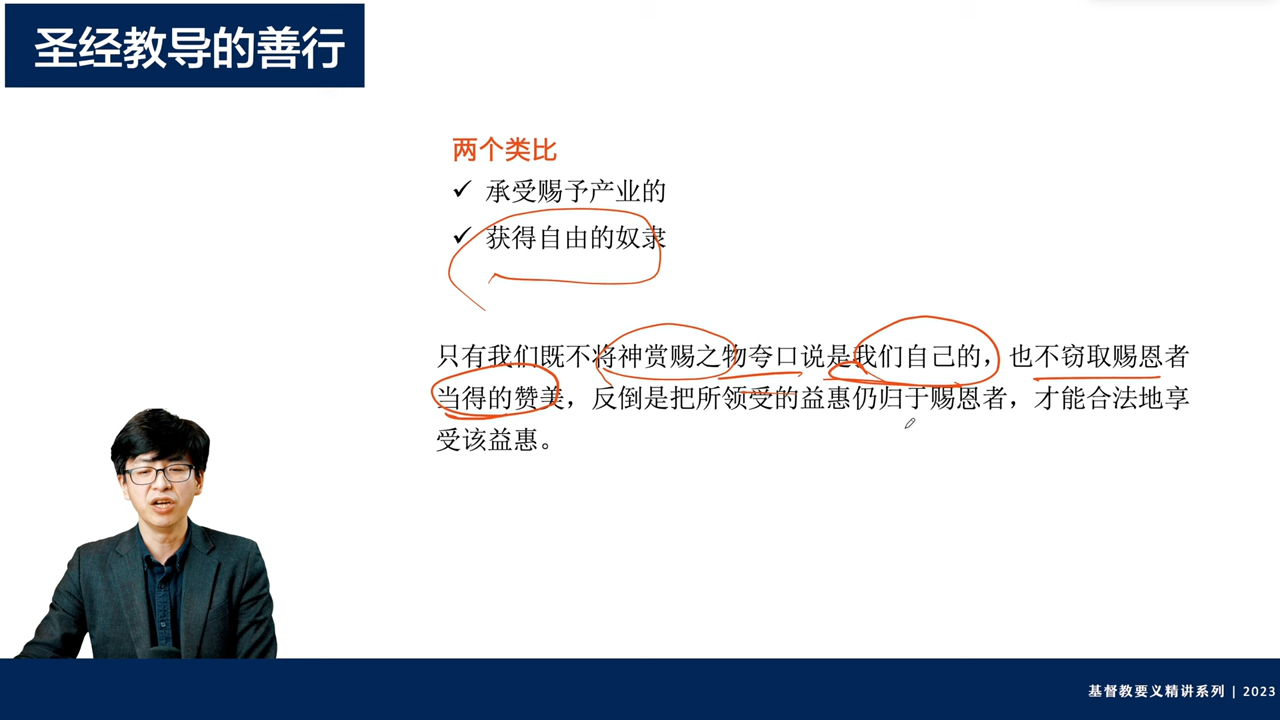 圣经教导的善行
两个类比
✓ 承受赐予产业的
✓ 获得自由的奴隶
只有我们既不将神赏赐之物夸口说是我们自己的，也不窃取赐恩者
当得的赞美，反倒是把所领受的益惠仍归于赐恩者，才能合法地享
受该益惠。
基督教要义精讲系列 | 2023